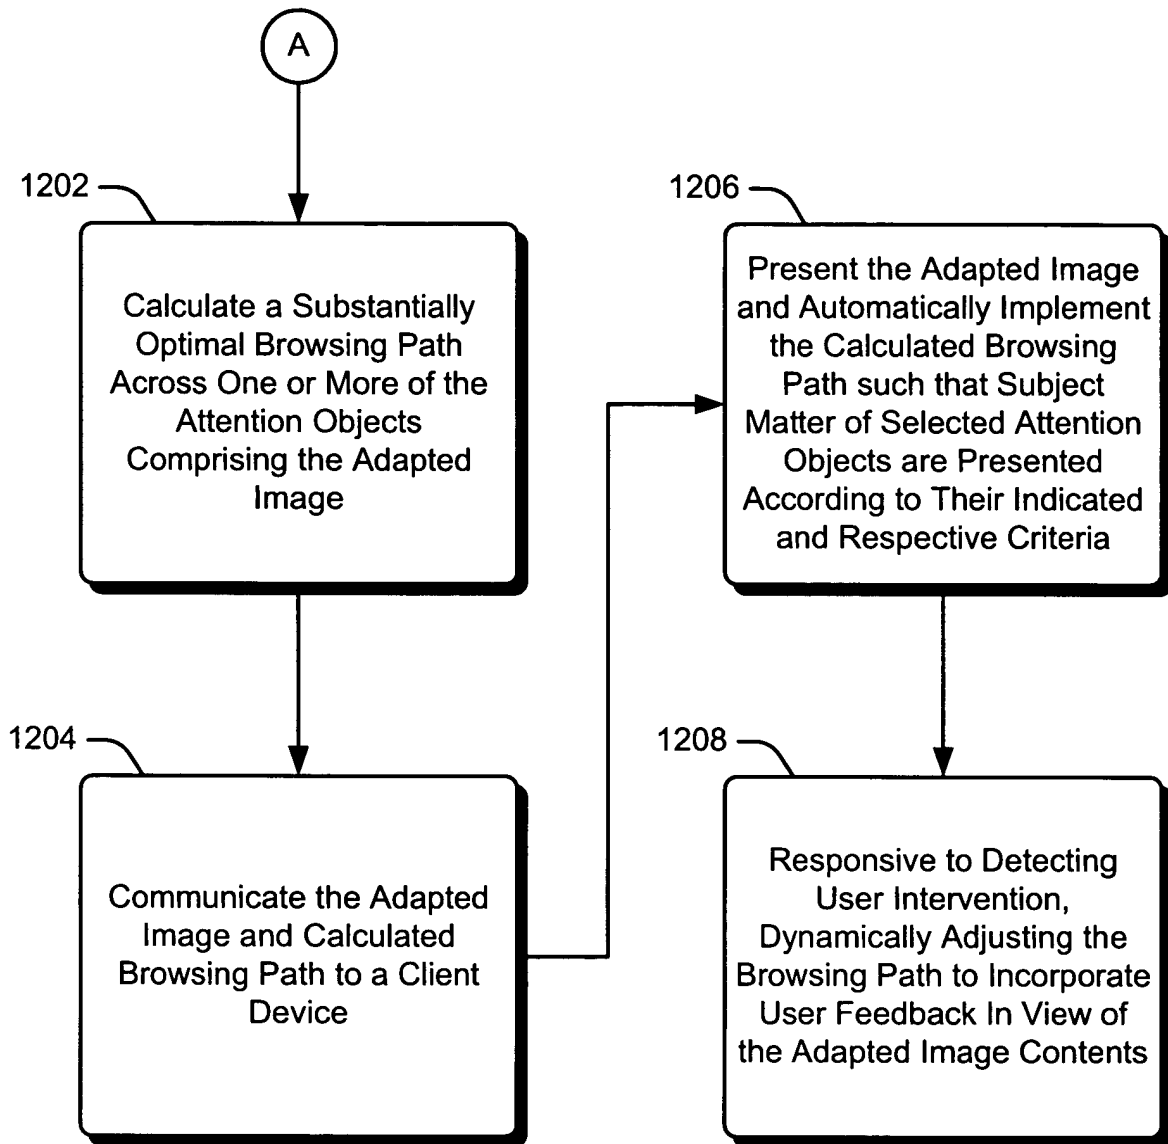 A
1202
Calculate a Substantially
Optimal Browsing Path
Across One or More of the
Attention Objects
Comprising the Adapted
Image
1204
Communicate the Adapted
Image and Calculated
Browsing Path to a Client
Device
1206
Present the Adapted Image
and Automatically Implement
the Calculated Browsing
Path such that Subject
Matter of Selected Attention
Objects are Presented
According to Their Indicated
and Respective Criteria
1208
Responsive to Detecting
User Intervention,
Dynamically Adjusting the
Browsing Path to Incorporate
User Feedback In View of
the Adapted Image Contents